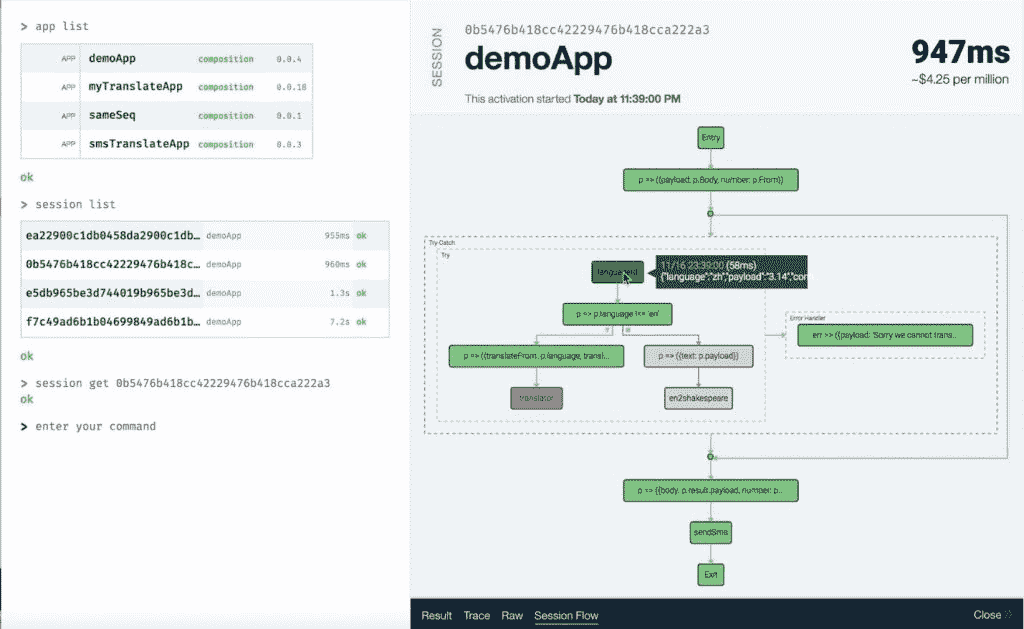 > app list
APP demoApp composition 0.0.4
APP myTranslateApp composition 0.0.18
APP sameSeq composition 0.0.1
APP smsTranslateApp composition 0.0.3
ok
> session list
ea22900c1db0458da2900c1db… demoApp 955ms ok
0b5476b418cc42229476b418c… demoApp 960ms ok
e5db965be3d744019b965be3d… demoApp 1.3s ok
f7c49ad6b1b04699849ad6b1b… demoApp 7.2s ok
ok
> session get 0b5476b418cc42229476b418cca222a3
ok
> enter your command
SESSION
0b5476b418cc42229476b418cca222a3
demoApp
This activation started Today at 11:39:00 PM
947ms
~$4.25 per million
Entry
p => ({payload: p.Body, number: p.From})
Try Catch
Try
11/16 23:39:00 (58ms)
{"language":"zh","payload":"3.14","con
p => p.language !== 'en'
Error Handler
err => ({payload: 'Sorry we cannot trans..
p => ({translateFrom: p.language, transl...
p => ({text: p.payload})
translator
en2shakespeare
p => ({body: p.result.payload, number: p..
sendSms
Exit
Result Trace Raw Session Flow
Close